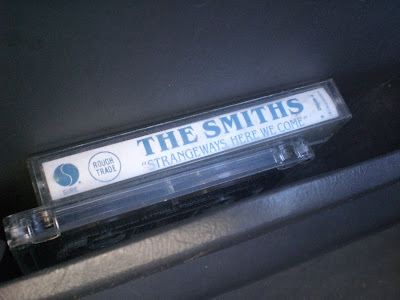 ROUGH
TRADE
THE SMITHS
"STRANGEWAYS HERE WE COME"